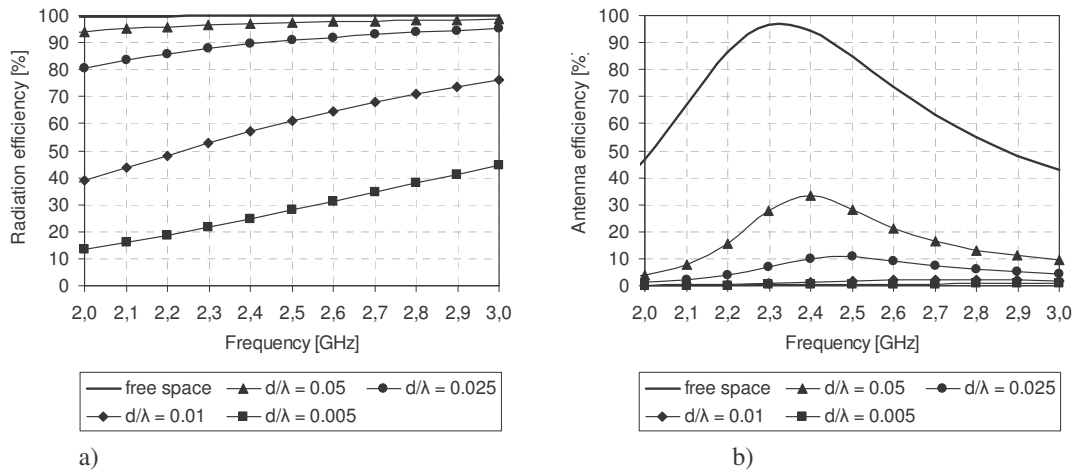 Radiation efficiency [%]
100
90
80
70
60
50
40
30
20
10
0
2,0 2,1 2,2 2,3 2,4 2,5 2,6 2,7 2,8 2,9 3,0
Frequency [GHz]
free space d/λ = 0.05 d/λ = 0.025
d/λ = 0.01 d/λ = 0.005
a)
Antenna efficiency [%]
100
90
80
70
60
50
40
30
20
10
0
2,0 2,1 2,2 2,3 2,4 2,5 2,6 2,7 2,8 2,9 3,0
Frequency [GHz]
free space d/λ = 0.05 d/λ = 0.025
d/λ = 0.01 d/λ = 0.005
b)